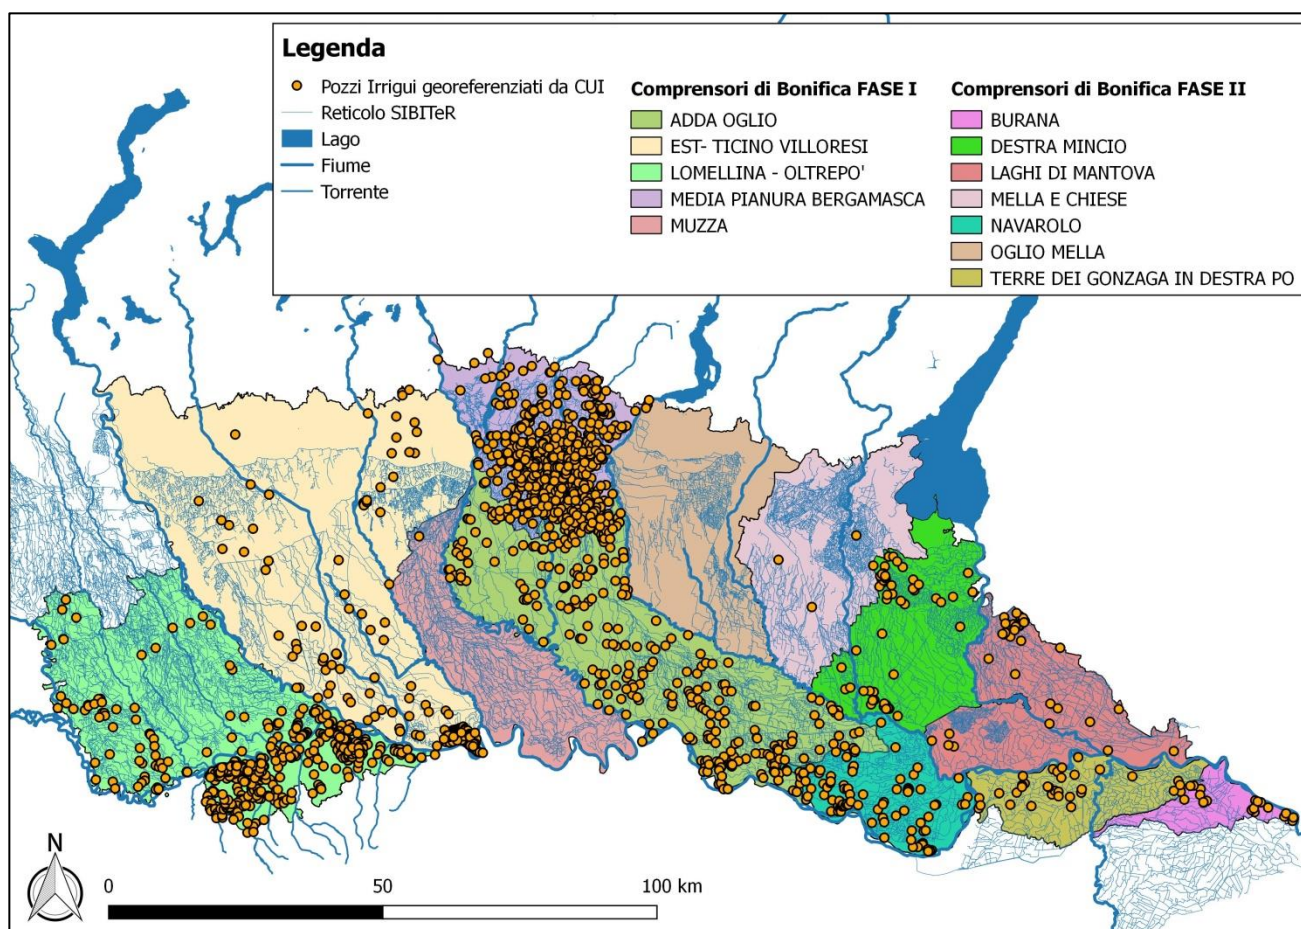 Legenda
Pozzi Irrigui georeferenziati da CUI
Reticolo SIBITeR
Lago
Fiume
Torrente
Comprensori di Bonifica FASE I
ADDA OGLIO
EST- TICINO VILLORESI
LOMELLINA - OLTREPO'
MEDIA PIANURA BERGAMASCA
MUZZA
Comprensori di Bonifica FASE II
BURANA
DESTRA MINCIO
LAGHI DI MANTOVA
MELLA E CHIESE
NAVAROLO
OGLIO MELLA
TERRE DEI GONZAGA IN DESTRA PO
N
0 50 100 km